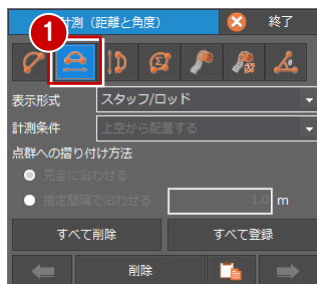 計測（距離と角度） 終了
1
表示形式 スタッフ/ロッド
計測条件 上空から配置する
点群への摺り付け方法
完全に沿わせる
指定間隔で沿わせる 1.0 m
すべて削除 すべて登録
削除